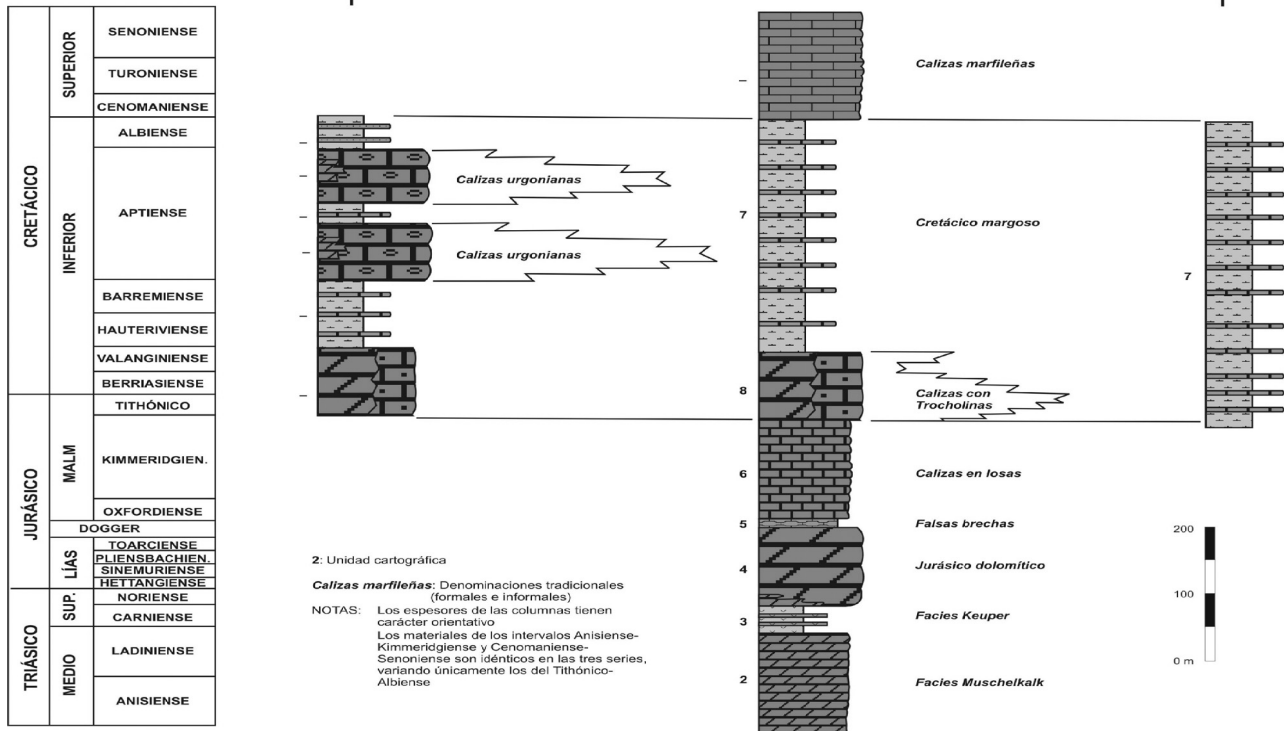 CRETÁCICO
SUPERIOR
SENONIENSE
TURONIENSE
CENOMANIENSE
INFERIOR
ALBIENSE
APTIENSE
BARREMIENSE
HAUTERIVIENSE
VALANGINIENSE
BERRIASIENSE
JURÁSICO
MALM
TITHÓNICO
KIMMERIDGIEN.
OXFORDIENSE
DOGGER
LÍAS
TOARCIENSE
PLIENSBACHIEN.
SINEMURIENSE
HETTANGIENSE
TRIÁSICO
SUP.
NORIENSE
CARNIENSE
MEDIO
LADINIENSE
ANISIENSE
Calizas urgonianas
Calizas urgonianas
2: Unidad cartográfica
Calizas marfileñas: Denominaciones tradicionales
(formales e informales)
NOTAS: Los espesores de las columnas tienen
carácter orientativo
Los materiales de los intervalos Anisiense-
Kimmeridgiense y Cenomaniense-
Senoniense son idénticos en las tres series,
variando únicamente los del Tithónico-
Albiense
Calizas marfileñas
7 Cretácico margoso
8 Calizas con
Trocholinas
6 Calizas en losas
5 Falsas brechas
4 Jurásico dolomítico
3 Facies Keuper
2 Facies Muschelkalk
7
200
100
0 m